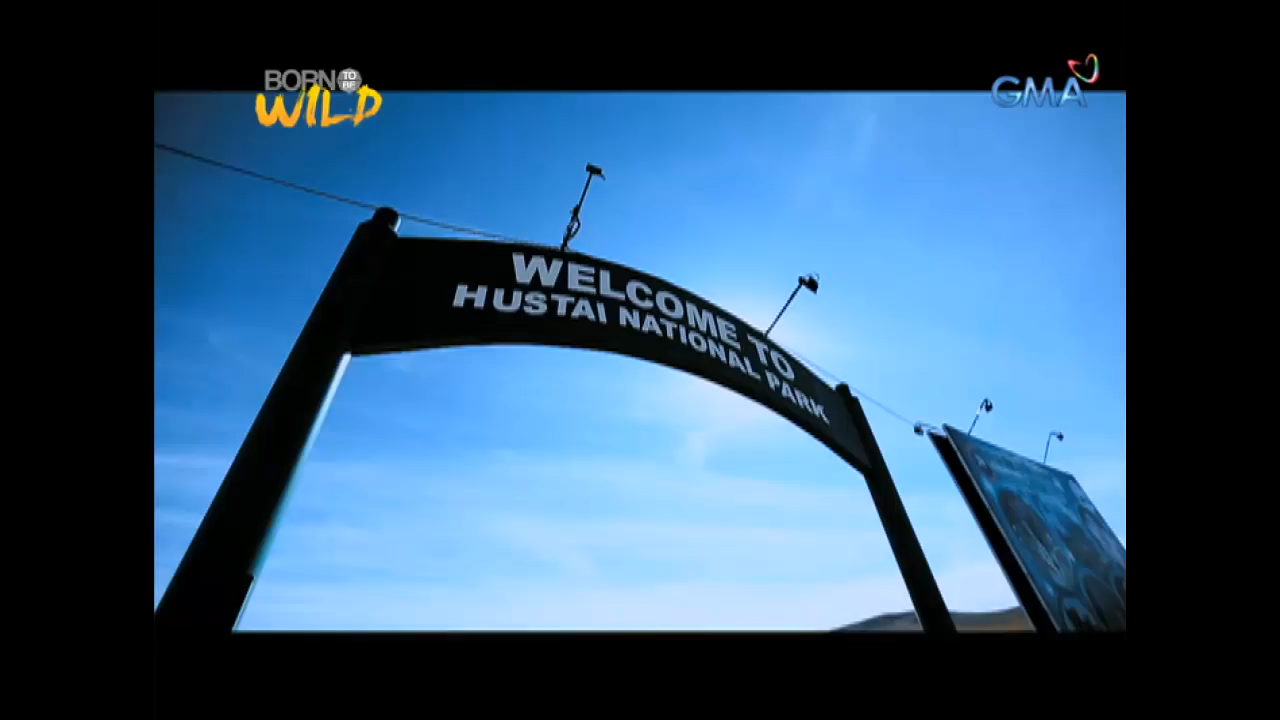 BORN TO BE
WILD
GMA
WELCOME TO
HUSTAI NATIONAL PARK